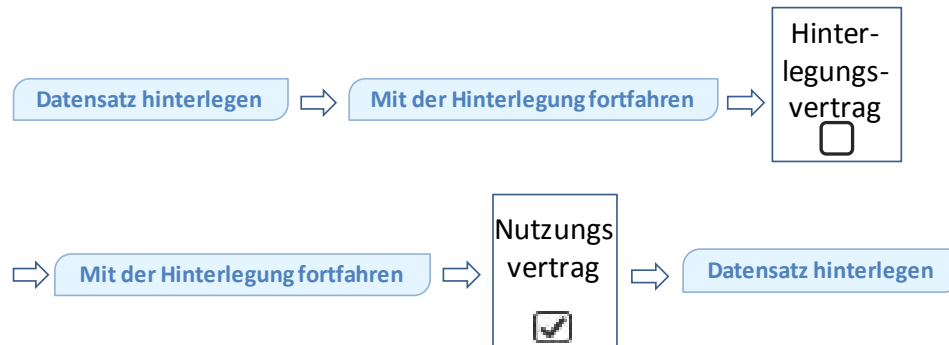 Datensatz hinterlegen
Mit der Hinterlegung fortfahren
Hinter-
legungs-
vertrag
Mit der Hinterlegung fortfahren
Nutzungs
vertrag
Datensatz hinterlegen